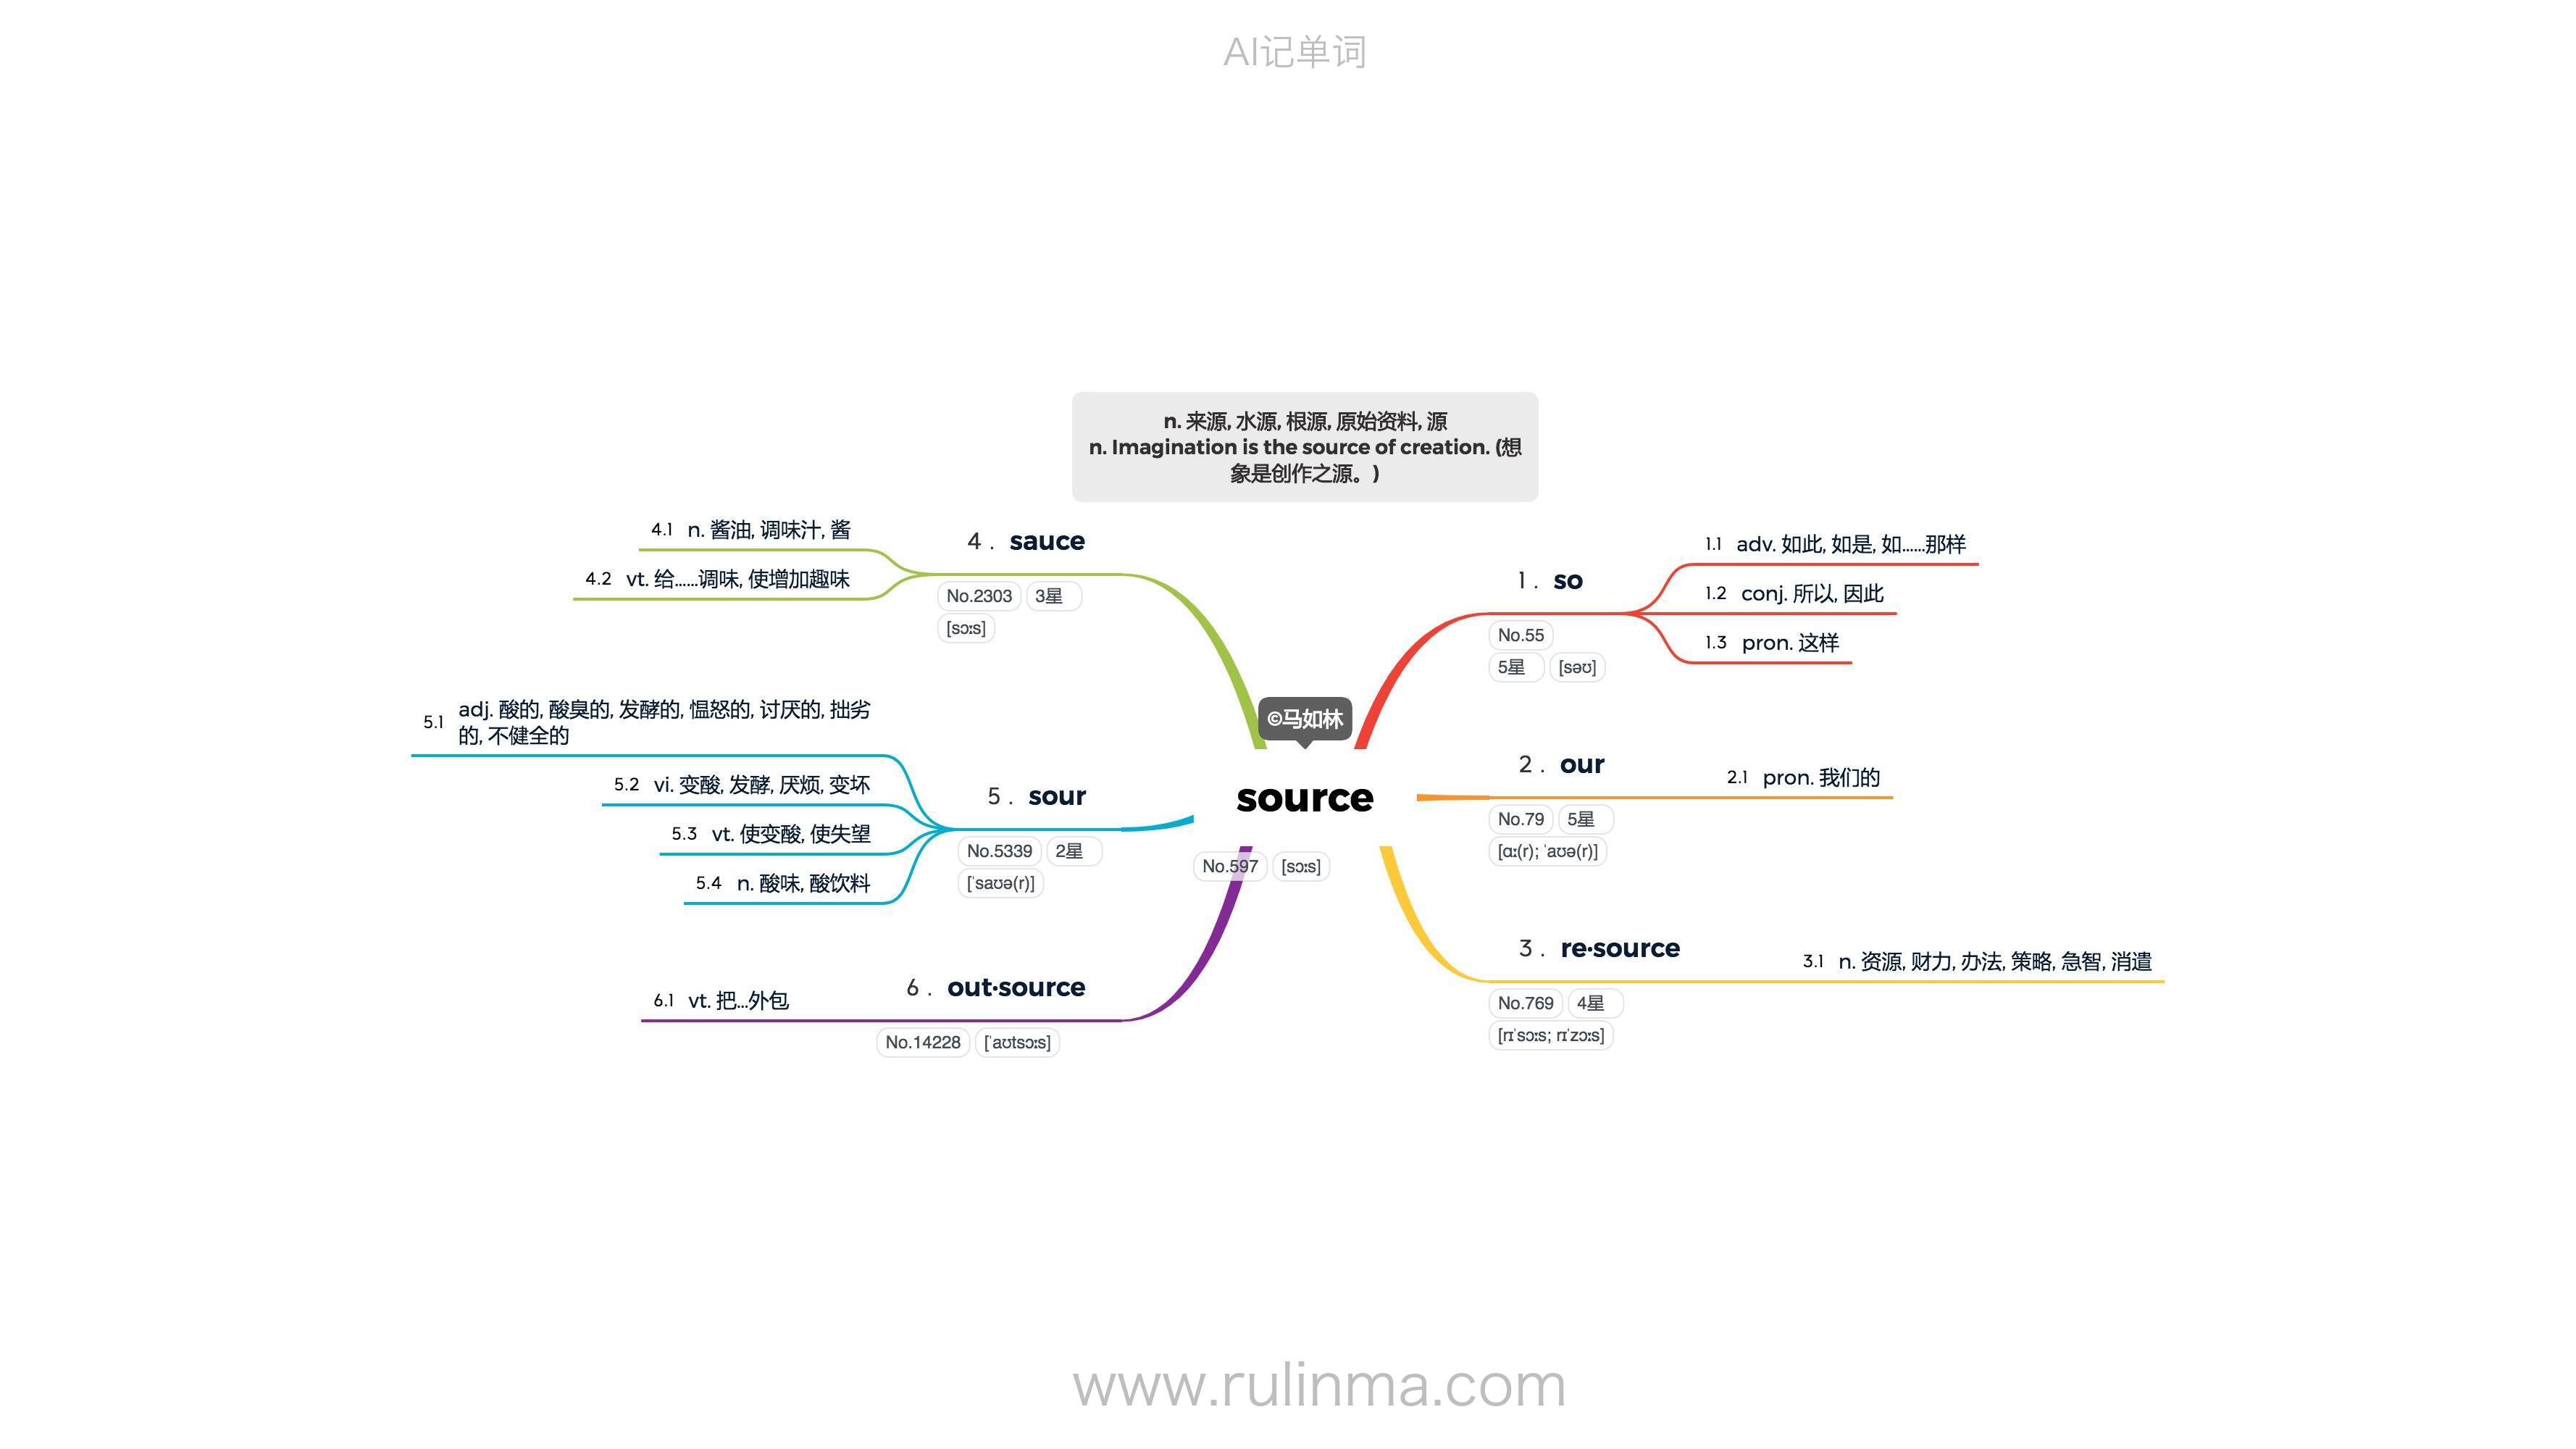 AI记单词
n. 来源, 水源, 根源, 原始资料, 源
n. Imagination is the source of creation. (想
象是创作之源。)
©马如林
source
No.597 [sɔːs]
1 . so
No.55
5星 [səʊ]
1.1 adv. 如此, 如是, 如......那样
1.2 conj. 所以, 因此
1.3 pron. 这样
2 . our
No.79 5星
[ɑː(r); ˈaʊə(r)]
2.1 pron. 我们的
3 . re·source
No.769 4星
[rɪˈsɔːs; rɪˈzɔːs]
3.1 n. 资源, 财力, 办法, 策略, 急智, 消遣
4 . sauce
No.2303 3星
[sɔːs]
4.1 n. 酱油, 调味汁, 酱
4.2 vt. 给......调味, 使增加趣味
5 . sour
No.5339 2星
[ˈsaʊə(r)]
5.1 adj. 酸的, 酸臭的, 发酵的, 愠怒的, 讨厌的, 拙劣
的, 不健全的
5.2 vi. 变酸, 发酵, 厌烦, 变坏
5.3 vt. 使变酸, 使失望
5.4 n. 酸味, 酸饮料
6 . out·source
No.14228 [ˈaʊtsɔːs]
6.1 vt. 把...外包
www.rulinma.com